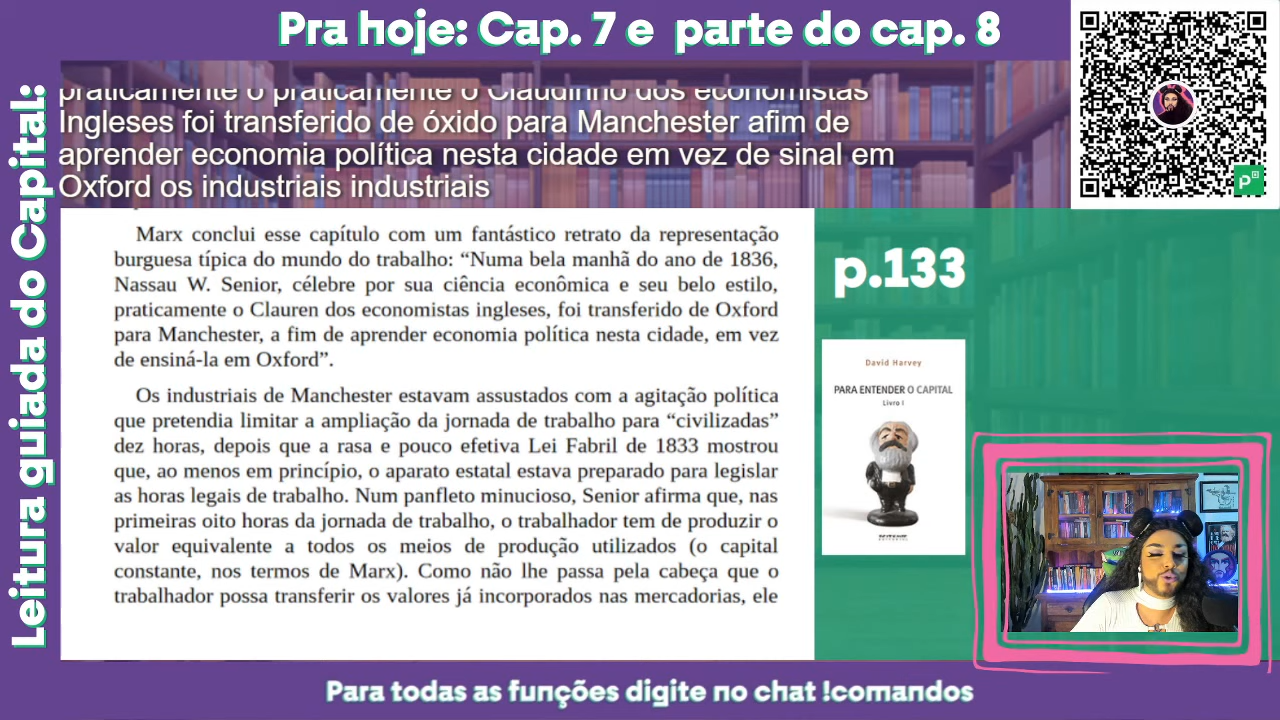 Pra hoje: Cap. 7 e parte do cap. 8
Leitura guiada do Capital:
praticamente o praticamente o Claudinho dos economistas
Ingleses foi transferido de óxido para Manchester afim de
aprender economia política nesta cidade em vez de sinal em
Oxford os industriais industriais
Marx conclui esse capítulo com um fantástico retrato da representação
burguesa típica do mundo do trabalho: “Numa bela manhã do ano de 1836,
Nassau W. Senior, célebre por sua ciência econômica e seu belo estilo,
praticamente o Clauren dos economistas ingleses, foi transferido de Oxford
para Manchester, a fim de aprender economia política nesta cidade, em vez
de ensiná-la em Oxford”.
Os industriais de Manchester estavam assustados com a agitação política
que pretendia limitar a ampliação da jornada de trabalho para “civilizadas”
dez horas, depois que a rasa e pouco efetiva Lei Fabril de 1833 mostrou
que, ao menos em princípio, o aparato estatal estava preparado para legislar
as horas legais de trabalho. Num panfleto minucioso, Senior afirma que, nas
primeiras oito horas da jornada de trabalho, o trabalhador tem de produzir o
valor equivalente a todos os meios de produção utilizados (o capital
constante, nos termos de Marx). Como não lhe passa pela cabeça que o
trabalhador possa transferir os valores já incorporados nas mercadorias, ele
p.133
David Harvey
PARA ENTENDER O CAPITAL
Livro I
Para todas as funções digite no chat !comandos